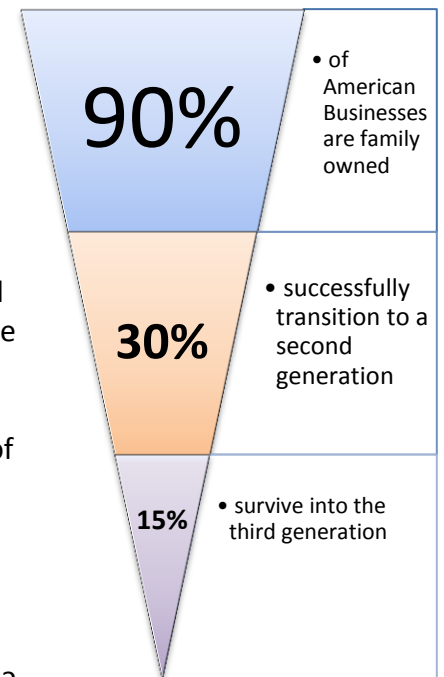 90%
• of
American
Businesses
are family
owned
30%
• successfully
transition to a
second
generation
15%
• survive into the
third generation
e
of